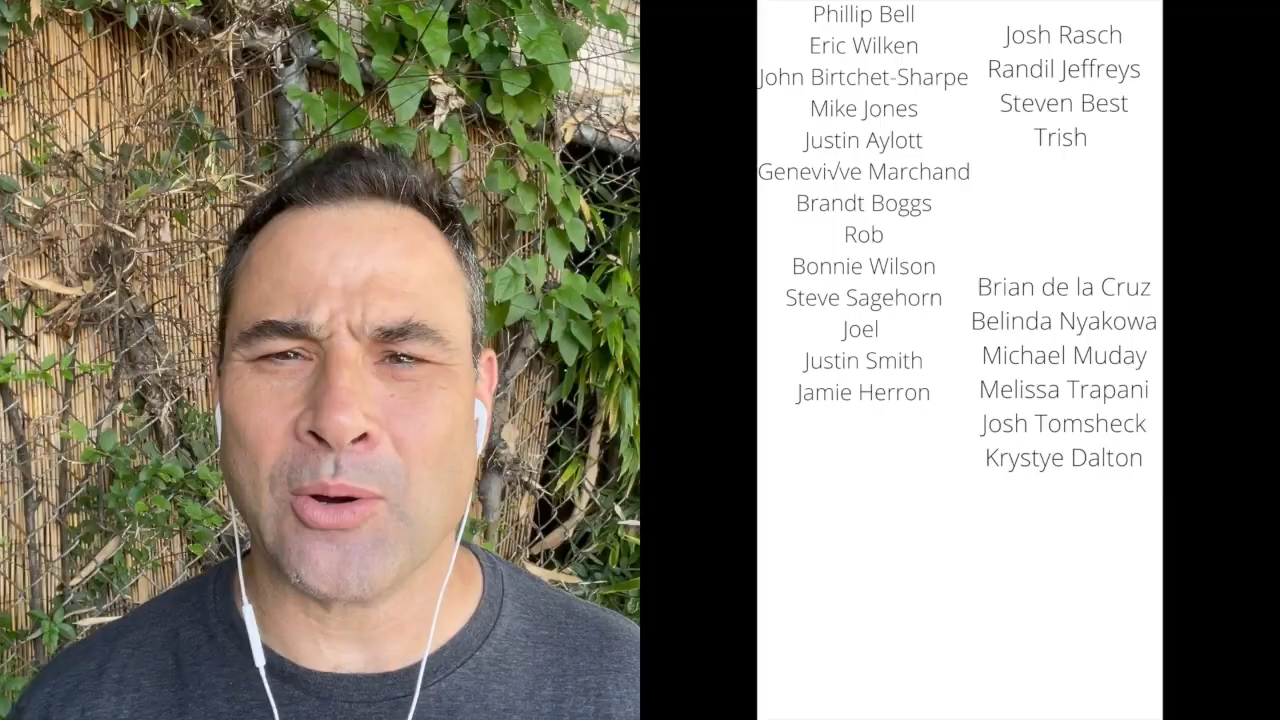 Phillip Bell
Eric Wilken
John Birtchet-Sharpe
Mike Jones
Justin Aylott
Genevi√ve Marchand
Brandt Boggs
Rob
Bonnie Wilson
Steve Sagehorn
Joel
Justin Smith
Jamie Herron
Josh Rasch
Randil Jeffreys
Steven Best
Trish
Brian de la Cruz
Belinda Nyakowa
Michael Muday
Melissa Trapani
Josh Tomsheck
Krystye Dalton